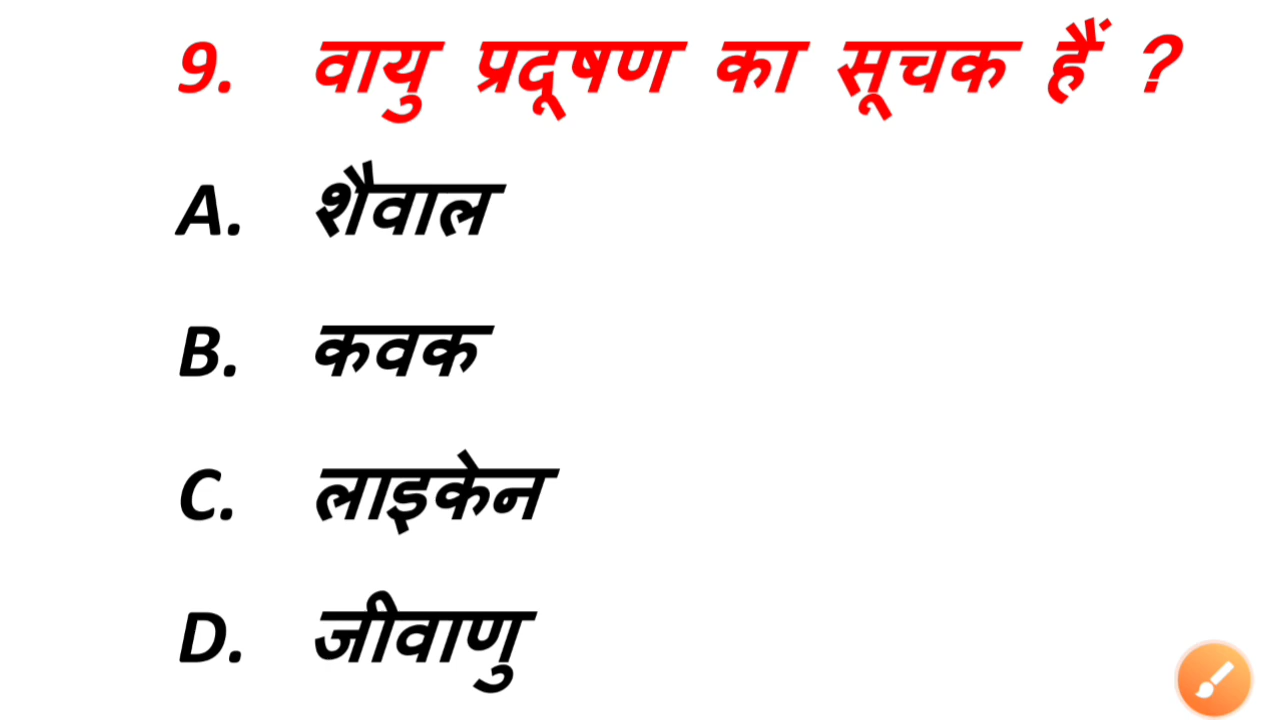 9. वायु प्रदूषण का सूचक हैं ?
A. शैवाल
B. कवक
C. लाइकेन
D. जीवाणु